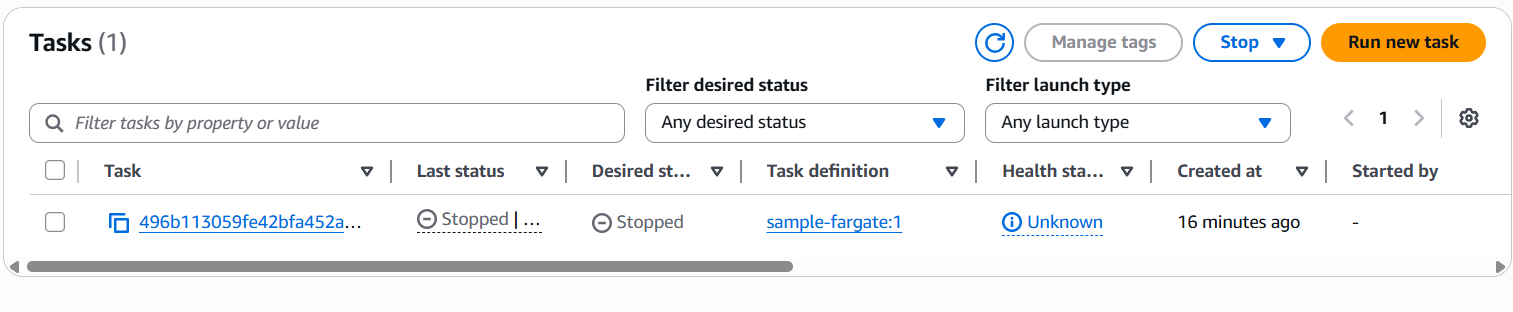 Tasks (1)
Manage tags
Stop
Run new task
Filter desired status
Filter launch type
Filter tasks by property or value
Any desired status
Any launch type
1
Task
Last status
Desired st...
Task definition
Health sta...
Created at
Started by
496b113059fe42bfa452a...
Stopped | ...
Stopped
sample-fargate:1
Unknown
16 minutes ago
-